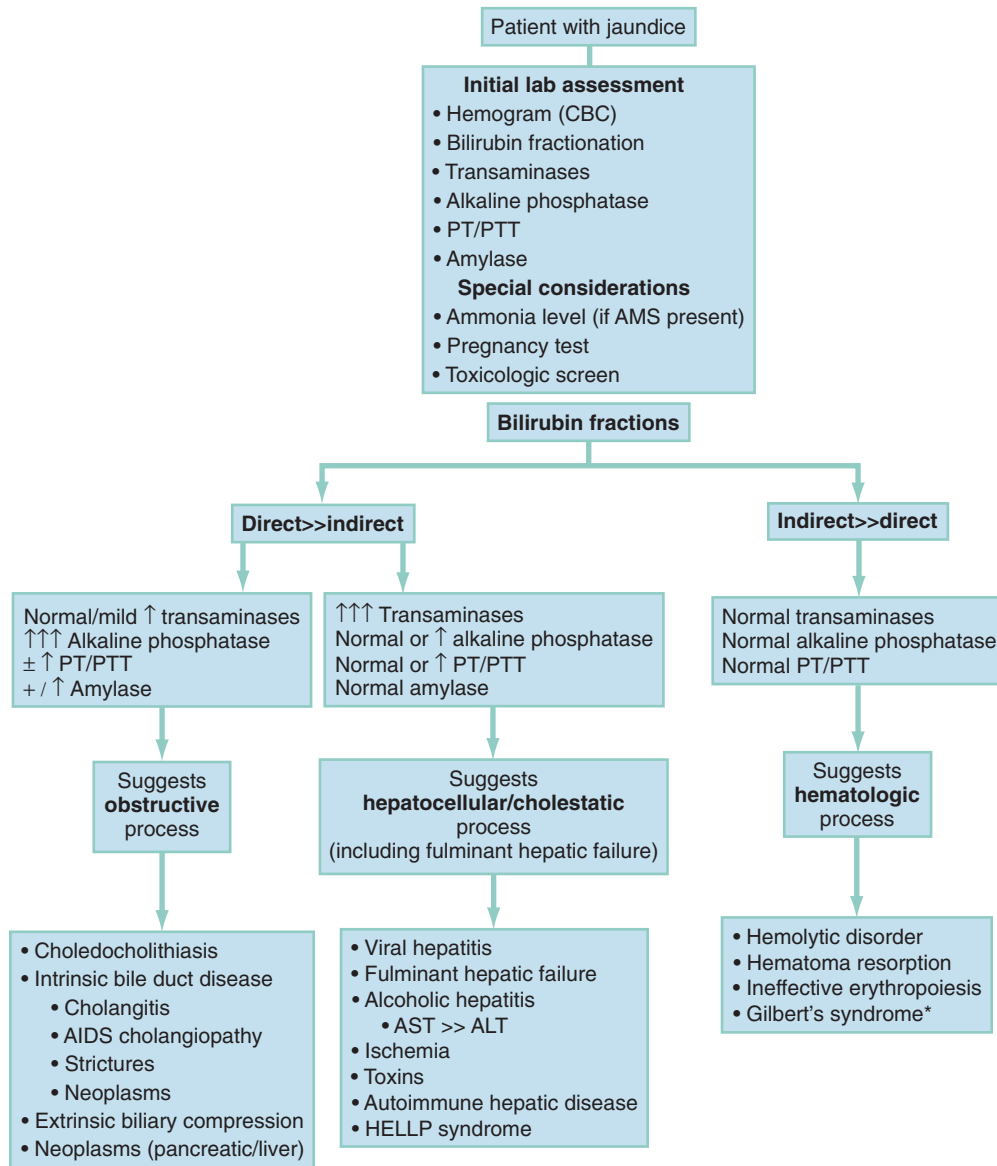 Patient with jaundice
Initial lab assessment
• Hemogram (CBC)
• Bilirubin fractionation
• Transaminases
• Alkaline phosphatase
• PT/PTT
• Amylase
Special considerations
• Ammonia level (if AMS present)
• Pregnancy test
• Toxicologic screen
Bilirubin fractions
Direct>>indirect
Indirect>>direct
Normal/mild ↑ transaminases
↑↑↑ Alkaline phosphatase
± ↑ PT/PTT
+ / ↑ Amylase
↑↑↑ Transaminases
Normal or ↑ alkaline phosphatase
Normal or ↑ PT/PTT
Normal amylase
Normal transaminases
Normal alkaline phosphatase
Normal PT/PTT
Suggests
obstructive
process
Suggests
hepatocellular/cholestatic
process
(including fulminant hepatic failure)
Suggests
hematologic
process
• Choledocholithiasis
• Intrinsic bile duct disease
• Cholangitis
• AIDS cholangiopathy
• Strictures
• Neoplasms
• Extrinsic biliary compression
• Neoplasms (pancreatic/liver)
• Viral hepatitis
• Fulminant hepatic failure
• Alcoholic hepatitis
• AST >> ALT
• Ischemia
• Toxins
• Autoimmune hepatic disease
• HELLP syndrome
• Hemolytic disorder
• Hematoma resorption
• Ineffective erythropoiesis
• Gilbert's syndrome*